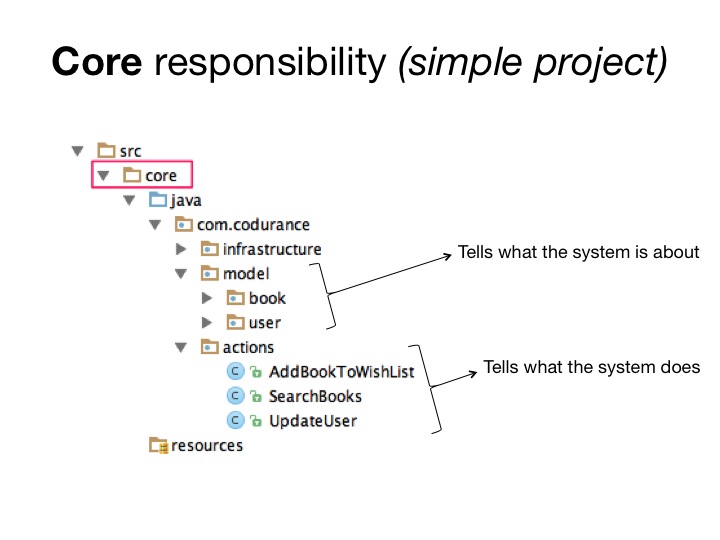 Core responsibility (simple project)
src
core
java
com.codurance
infrastructure
Tells what the system is about
model
book
user
actions
Tells what the system does
C AddBookToWishList
C SearchBooks
C UpdateUser
resources